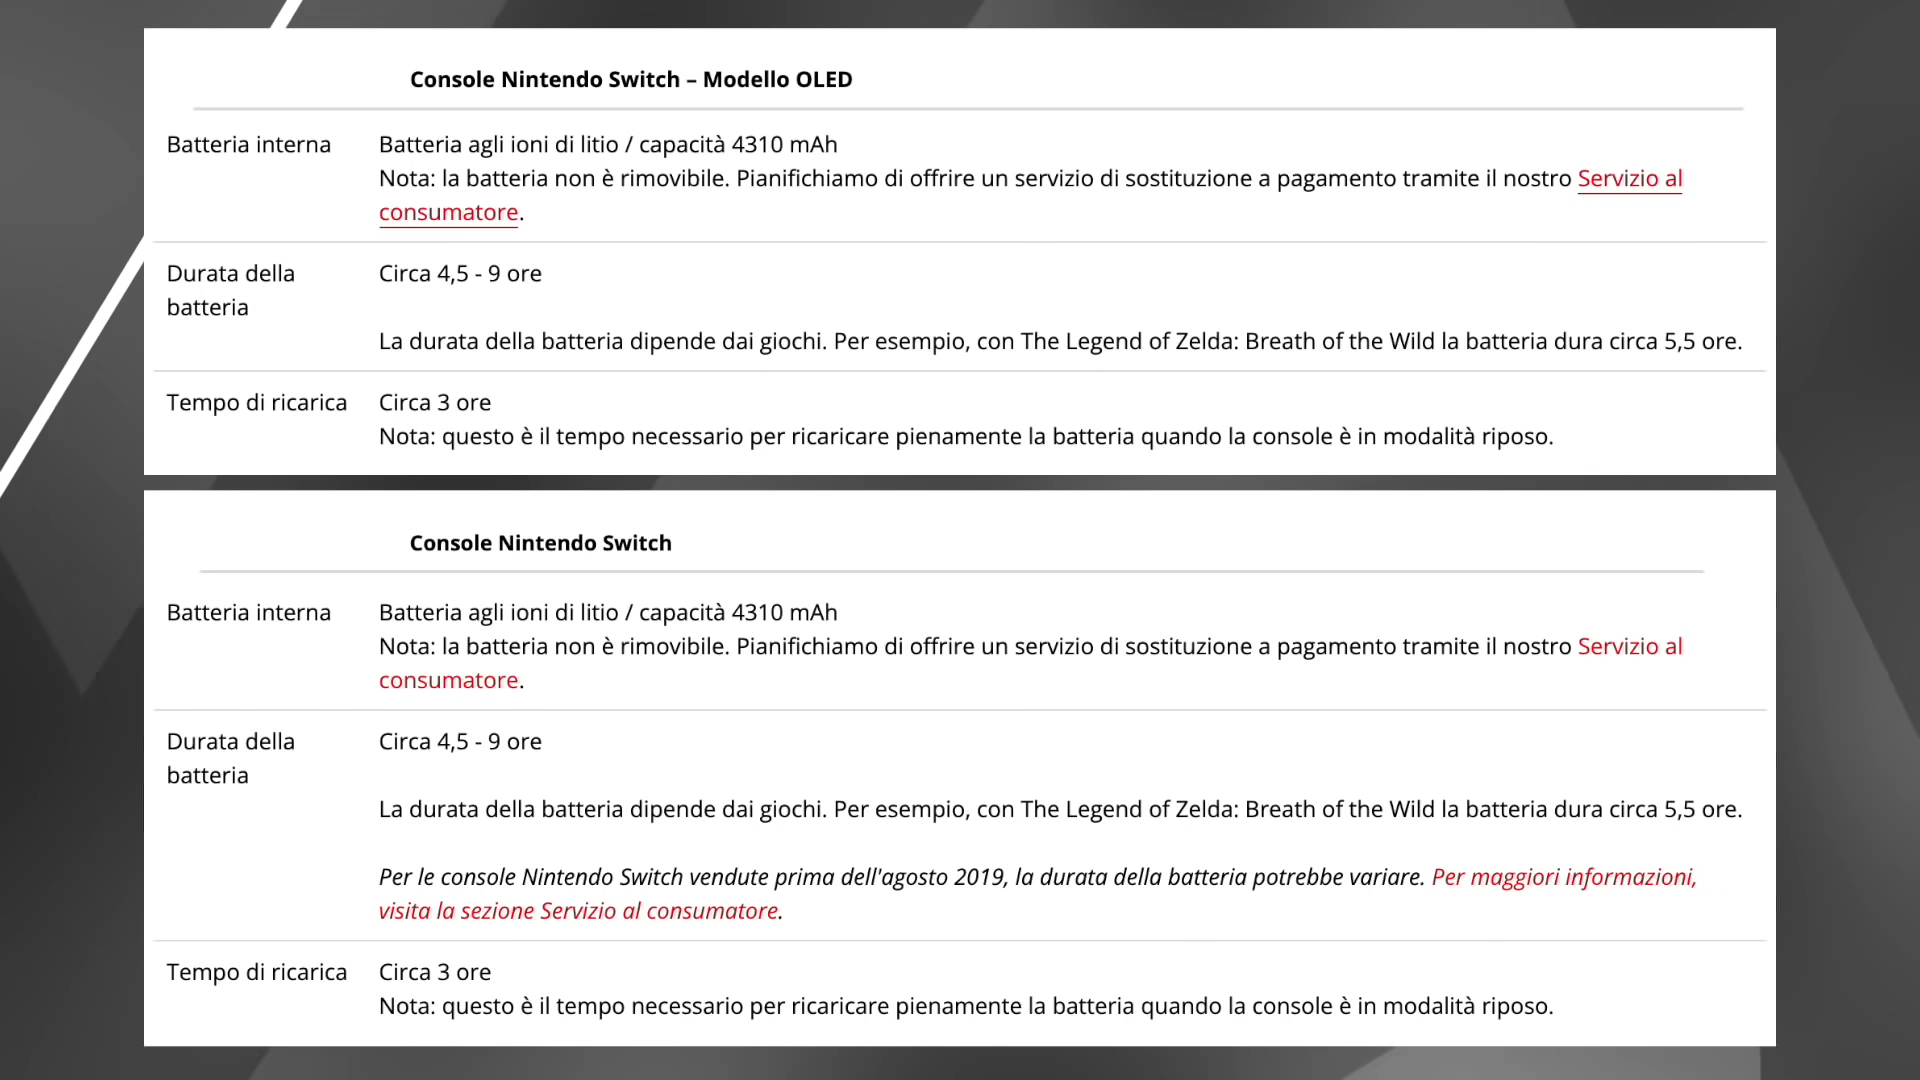 Console Nintendo Switch – Modello OLED
Batteria interna
Batteria agli ioni di litio / capacità 4310 mAh
Nota: la batteria non è rimovibile. Pianifichiamo di offrire un servizio di sostituzione a pagamento tramite il nostro Servizio al
consumatore.
Durata della
batteria
Circa 4,5 - 9 ore
La durata della batteria dipende dai giochi. Per esempio, con The Legend of Zelda: Breath of the Wild la batteria dura circa 5,5 ore.
Tempo di ricarica
Circa 3 ore
Nota: questo è il tempo necessario per ricaricare pienamente la batteria quando la console è in modalità riposo.
Console Nintendo Switch
Batteria interna
Batteria agli ioni di litio / capacità 4310 mAh
Nota: la batteria non è rimovibile. Pianifichiamo di offrire un servizio di sostituzione a pagamento tramite il nostro Servizio al
consumatore.
Durata della
batteria
Circa 4,5 - 9 ore
La durata della batteria dipende dai giochi. Per esempio, con The Legend of Zelda: Breath of the Wild la batteria dura circa 5,5 ore.
Per le console Nintendo Switch vendute prima dell'agosto 2019, la durata della batteria potrebbe variare. Per maggiori informazioni,
visita la sezione Servizio al consumatore.
Tempo di ricarica
Circa 3 ore
Nota: questo è il tempo necessario per ricaricare pienamente la batteria quando la console è in modalità riposo.